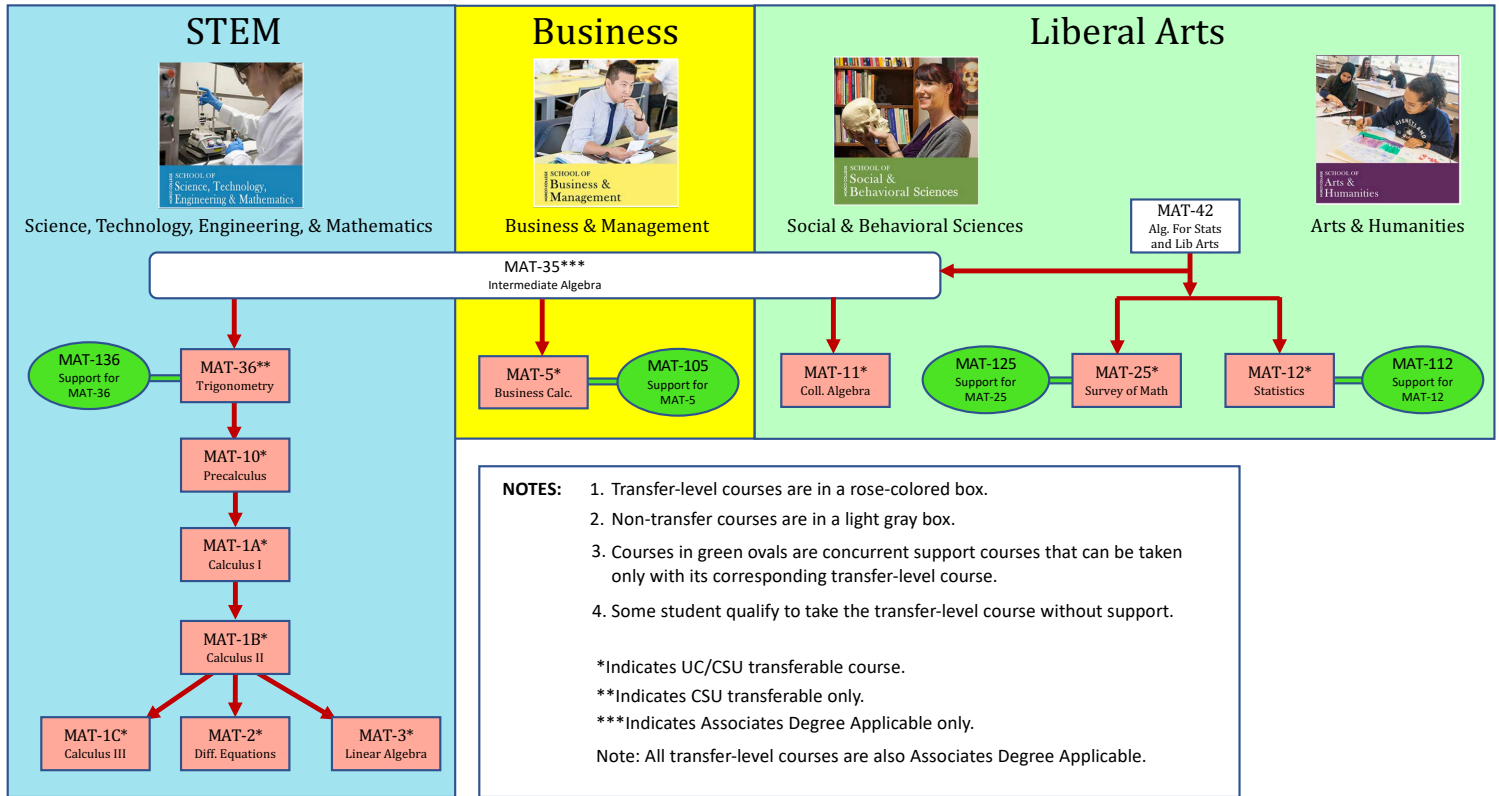 STEM
SCHOOL OF
Science, Technology,
Engineering & Mathematics
Science, Technology, Engineering, & Mathematics
Business
SCHOOL OF
Business &
Management
Business & Management
Liberal Arts
SCHOOL OF
Social &
Behavioral Sciences
Social & Behavioral Sciences
SCHOOL OF
Arts &
Humanities
Arts & Humanities
MAT-42
Alg. For Stats
and Lib Arts
MAT-35***
Intermediate Algebra
MAT-136
Support for
MAT-36
MAT-36**
Trigonometry
MAT-5*
Business Calc.
MAT-105
Support for
MAT-5
MAT-11*
Coll. Algebra
MAT-125
Support for
MAT-25
MAT-25*
Survey of Math
MAT-12*
Statistics
MAT-112
Support for
MAT-12
MAT-10*
Precalculus
MAT-1A*
Calculus I
MAT-1B*
Calculus II
MAT-1C*
Calculus III
MAT-2*
Diff. Equations
MAT-3*
Linear Algebra
NOTES: 1. Transfer-level courses are in a rose-colored box.
2. Non-transfer courses are in a light gray box.
3. Courses in green ovals are concurrent support courses that can be taken
only with its corresponding transfer-level course.
4. Some student qualify to take the transfer-level course without support.
*Indicates UC/CSU transferable course.
**Indicates CSU transferable only.
***Indicates Associates Degree Applicable only.
Note: All transfer-level courses are also Associates Degree Applicable.